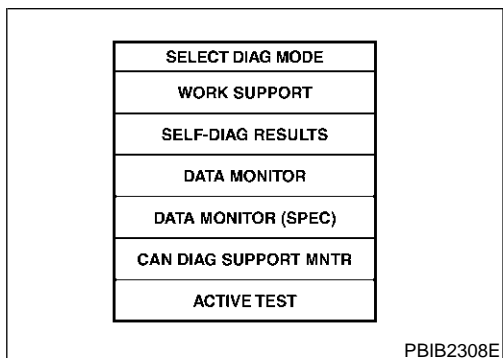 SELECT DIAG MODE
WORK SUPPORT
SELF-DIAG RESULTS
DATA MONITOR
DATA MONITOR (SPEC)
CAN DIAG SUPPORT MNTR
ACTIVE TEST
PBIB2308E